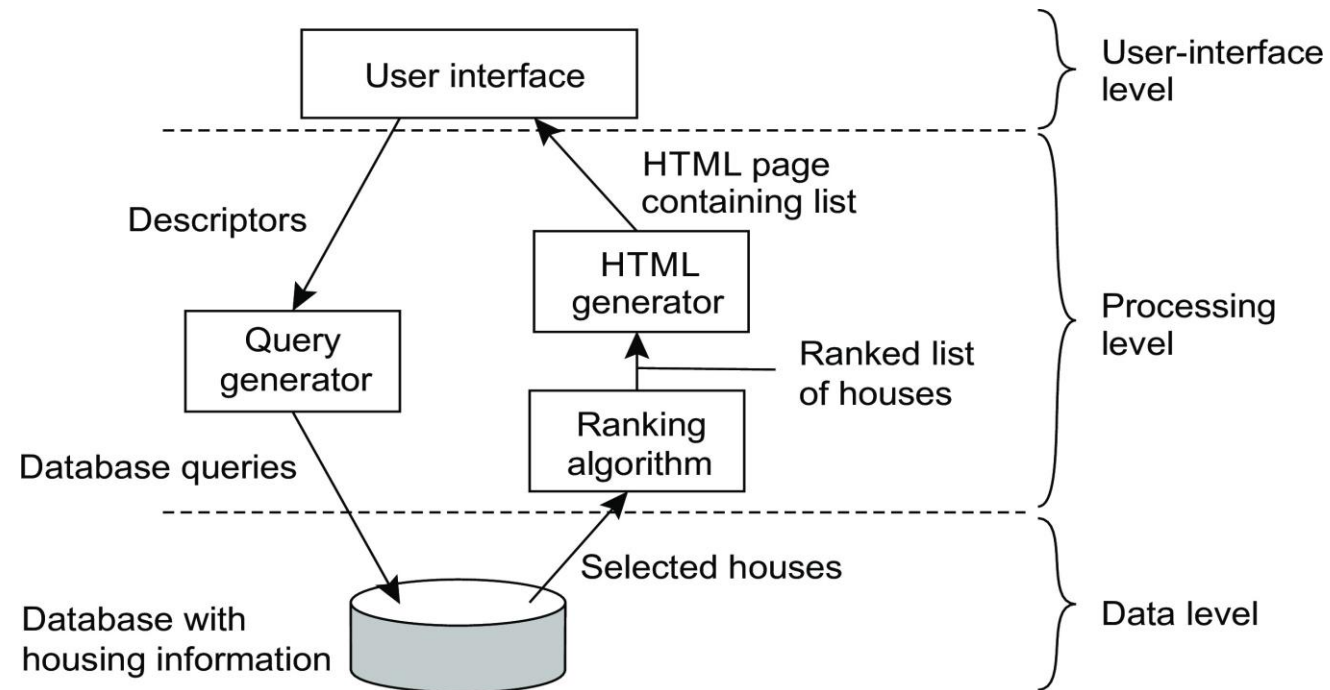 User interface
User-interface
level
HTML page
containing list
Descriptors
HTML
generator
Processing
level
Query
generator
Ranked list
of houses
Ranking
algorithm
Database queries
Selected houses
Database with
housing information
Data level